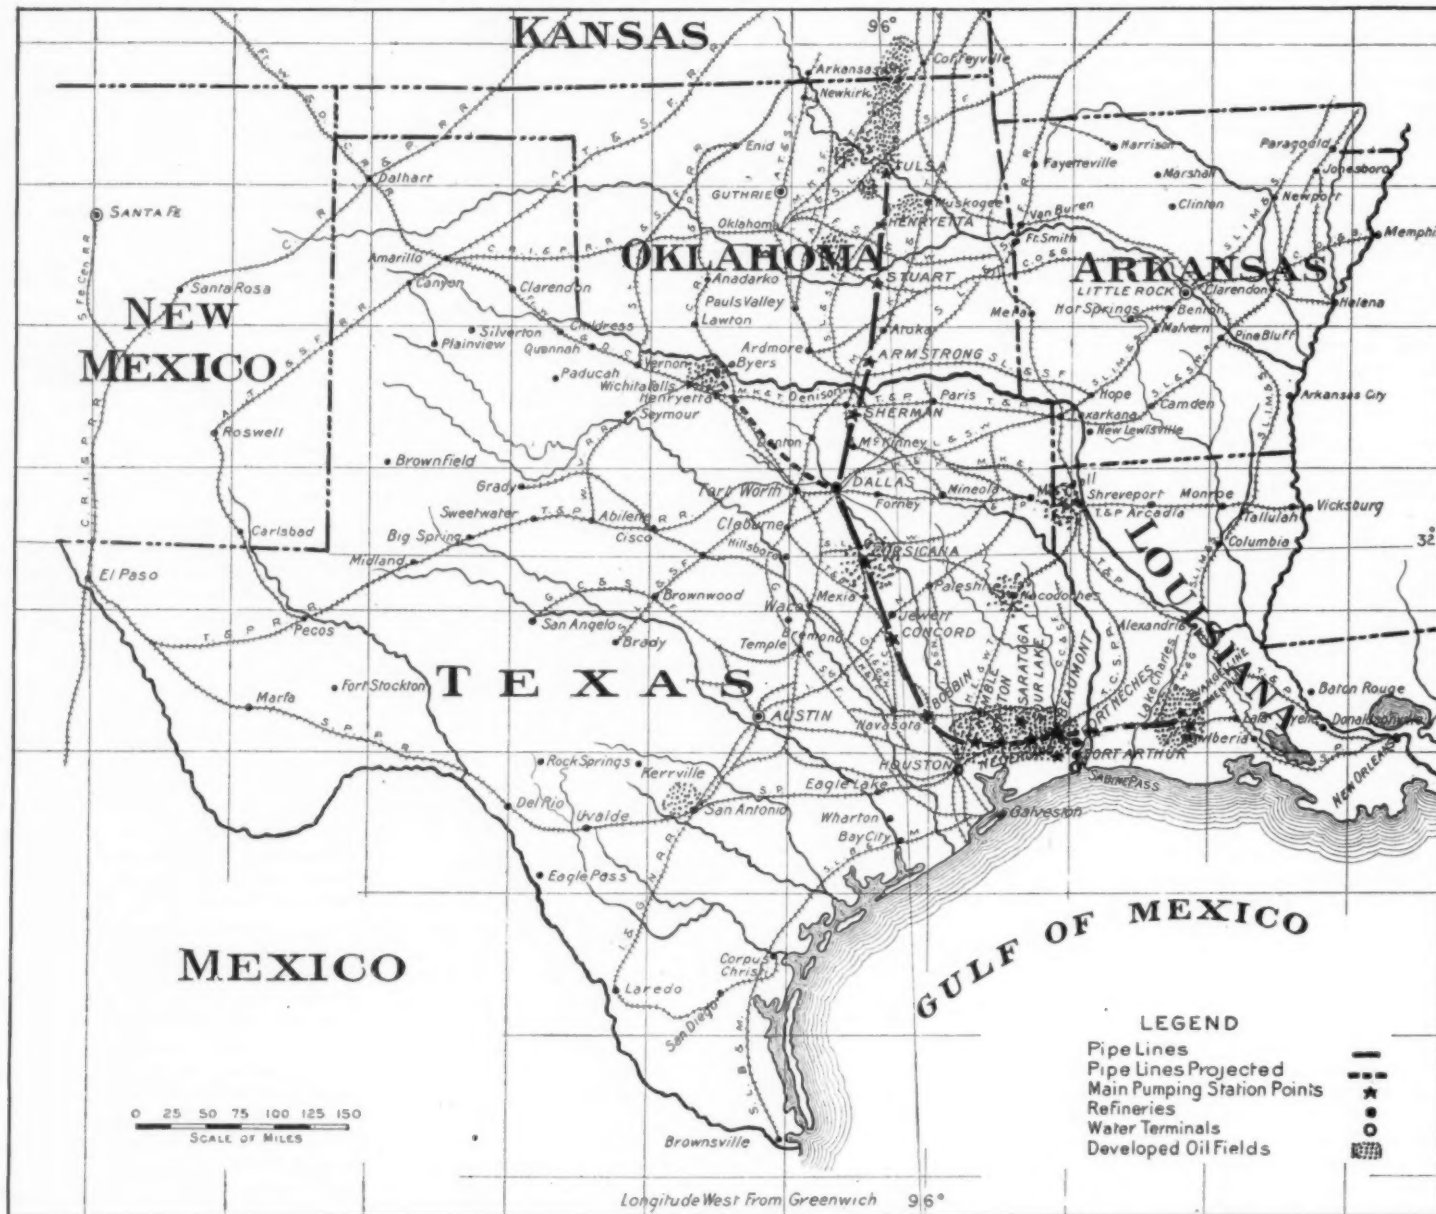 KANSAS
96°
Arkansas
Coffeyville
Newkirk
Ft. W. & D.
C. R. I. & P. R. R.
A. T. & S. F.
Enid
TULSA
Harrison
Fayetteville
Paragould
Marshall
Jonesboro
Dalhart
GUTHRIE
Muskogee
Clinton
Newport
SANTA FE
Oklahoma
HENRYETTA
Van Buren
Ft. Smith
Memphis
Amarillo
C. R. I. & P. R. R.
OKLAHOMA
ARKANSAS
Santa Rosa
Canyon
Clarendon
Anadarko
STUART
LITTLE ROCK
Clarendon
Helena
NEW
MEXICO
Pauls Valley
Lawton
Mena
Hot Springs
Benton
Malvern
Silverton
Childress
Atoka
Pine Bluff
Plainview
Quannah
Ardmore
ARMSTRONG
Vernon
Byers
Paducah
Wichita Falls
M. K. & T.
Denison
T. & P.
Paris
Hope
Camden
Arkansas City
Henryetta
Seymour
SHERMAN
Texarkana
New Lewisville
Roswell
Denton
McKinney
Brownfield
Grady
Fort Worth
DALLAS
Forney
Mineola
Shreveport
Monroe
Vicksburg
Sweetwater
T. & P.
Abilene
R. R.
T. & P.
Arcadia
Tallulah
Carlsbad
Big Spring
Cisco
Claburne
Columbia
32°
Midland
Hillsboro
CORSICANA
El Paso
Brownwood
Mexia
Paleshine
Nacodoches
LOUISIANA
Waco
Jewett
San Angelo
Bremond
Alexandria
T. & P. R. R.
Pecos
Brady
Temple
CONCORD
TEXAS
SARATOGA
SOUR LAKE
BEAUMONT
PORT NECHES
Lake Charles
Fort Stockton
BOBBIN
HUMBLE
Baton Rouge
Marfa
AUSTIN
Navasota
Donaldsonville
Iberia
Rock Springs
Kerrville
HOUSTON
PORT ARTHUR
SABINE PASS
NEW ORLEANS
Del Rio
Uvalde
San Antonio
S. P.
Eagle Lake
Galveston
Wharton
Bay City
Eagle Pass
MEXICO
GULF OF MEXICO
Corpus
Christi
Laredo
San Diego
S. L. B. & M.
LEGEND
Pipe Lines
Pipe Lines Projected
Main Pumping Station Points
Refineries
Water Terminals
Developed Oil Fields
0 25 50 75 100 125 150
SCALE OF MILES
Brownsville
Longitude West From Greenwich 96°